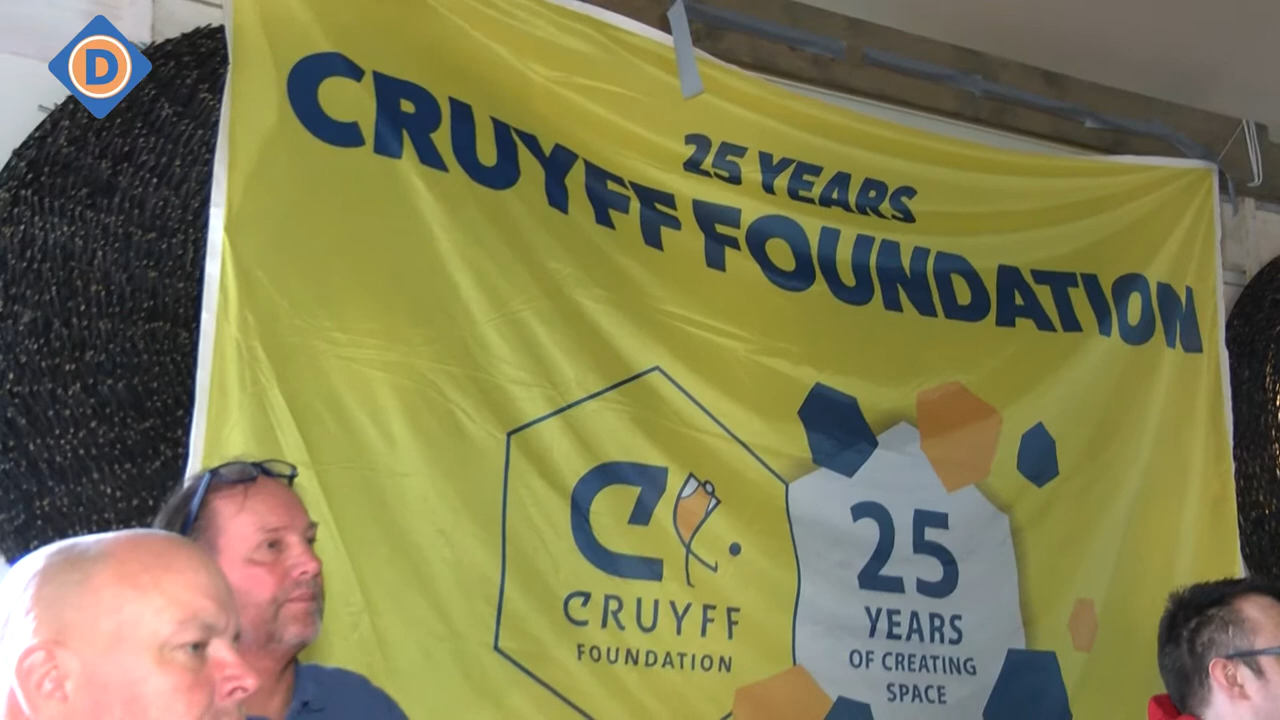 D
25 YEARS
CRUYFF FOUNDATION
C
CRUYFF
FOUNDATION
25
YEARS
OF CREATING
SPACE